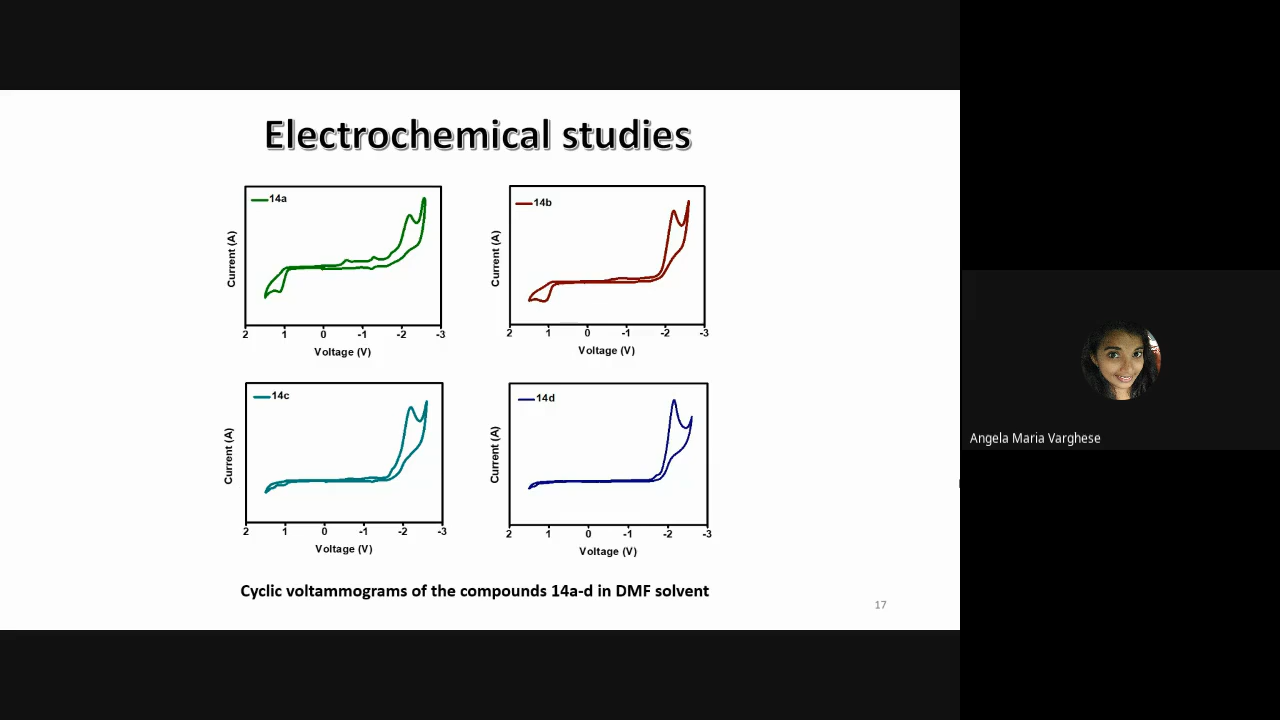 Electrochemical studies
14a
Current (A)
2 1 0 -1 -2 -3
Voltage (V)
14b
Current (A)
2 1 0 -1 -2 -3
Voltage (V)
14c
Current (A)
2 1 0 -1 -2 -3
Voltage (V)
14d
Current (A)
2 1 0 -1 -2 -3
Voltage (V)
Cyclic voltammograms of the compounds 14a-d in DMF solvent
17
Angela Maria Varghese